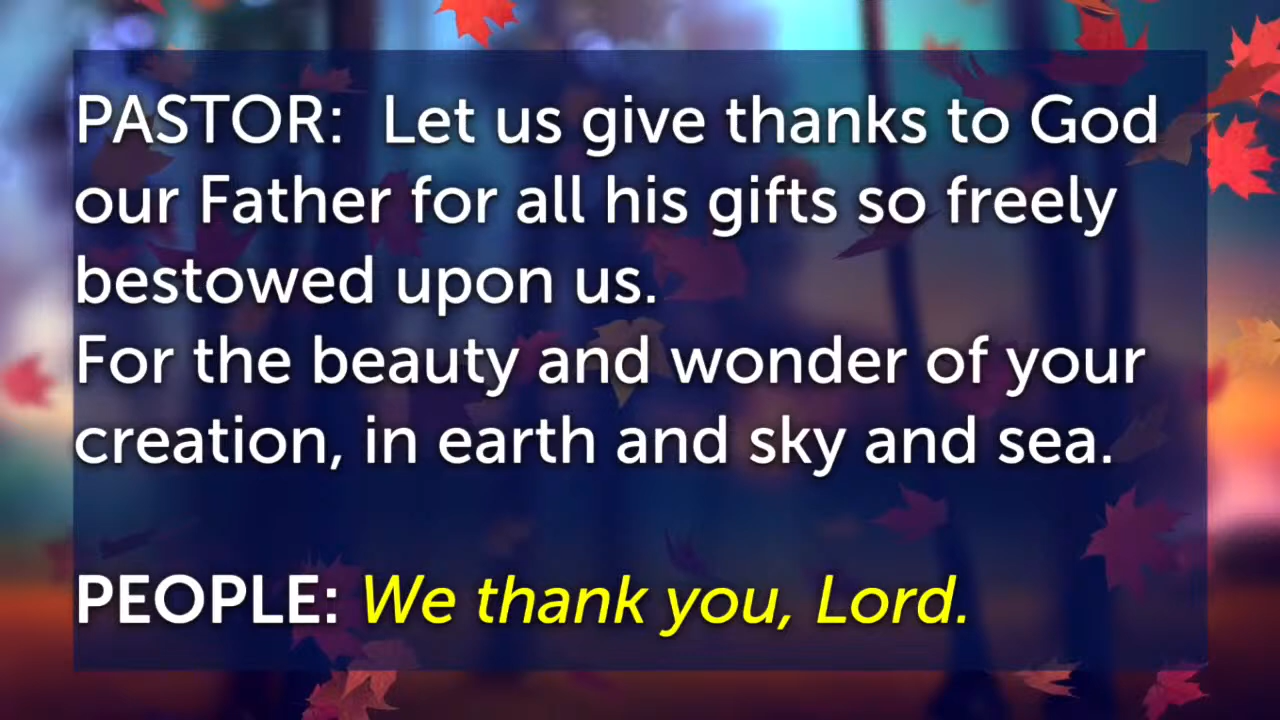 PASTOR:  Let us give thanks to God
our Father for all his gifts so freely
bestowed upon us.
For the beauty and wonder of your
creation, in earth and sky and sea.
PEOPLE: We thank you, Lord.